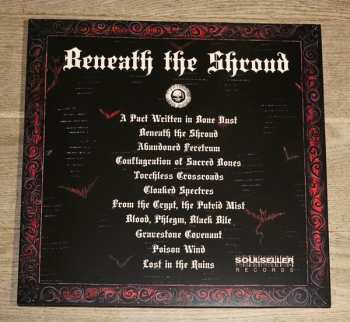 Beneath the Shroud
A Pact Written in Bone Dust
Beneath the Shroud
Abandoned Feretrum
Conflagration of Sacred Bones
Torchless Crossroads
Cloaked Spectres
From the Crypt, the Putrid Mist
Blood, Phlegm, Black Bile
Gravestone Covenant
Poison Wind
Lost in the Ruins
SOULSELLER
RECORDS